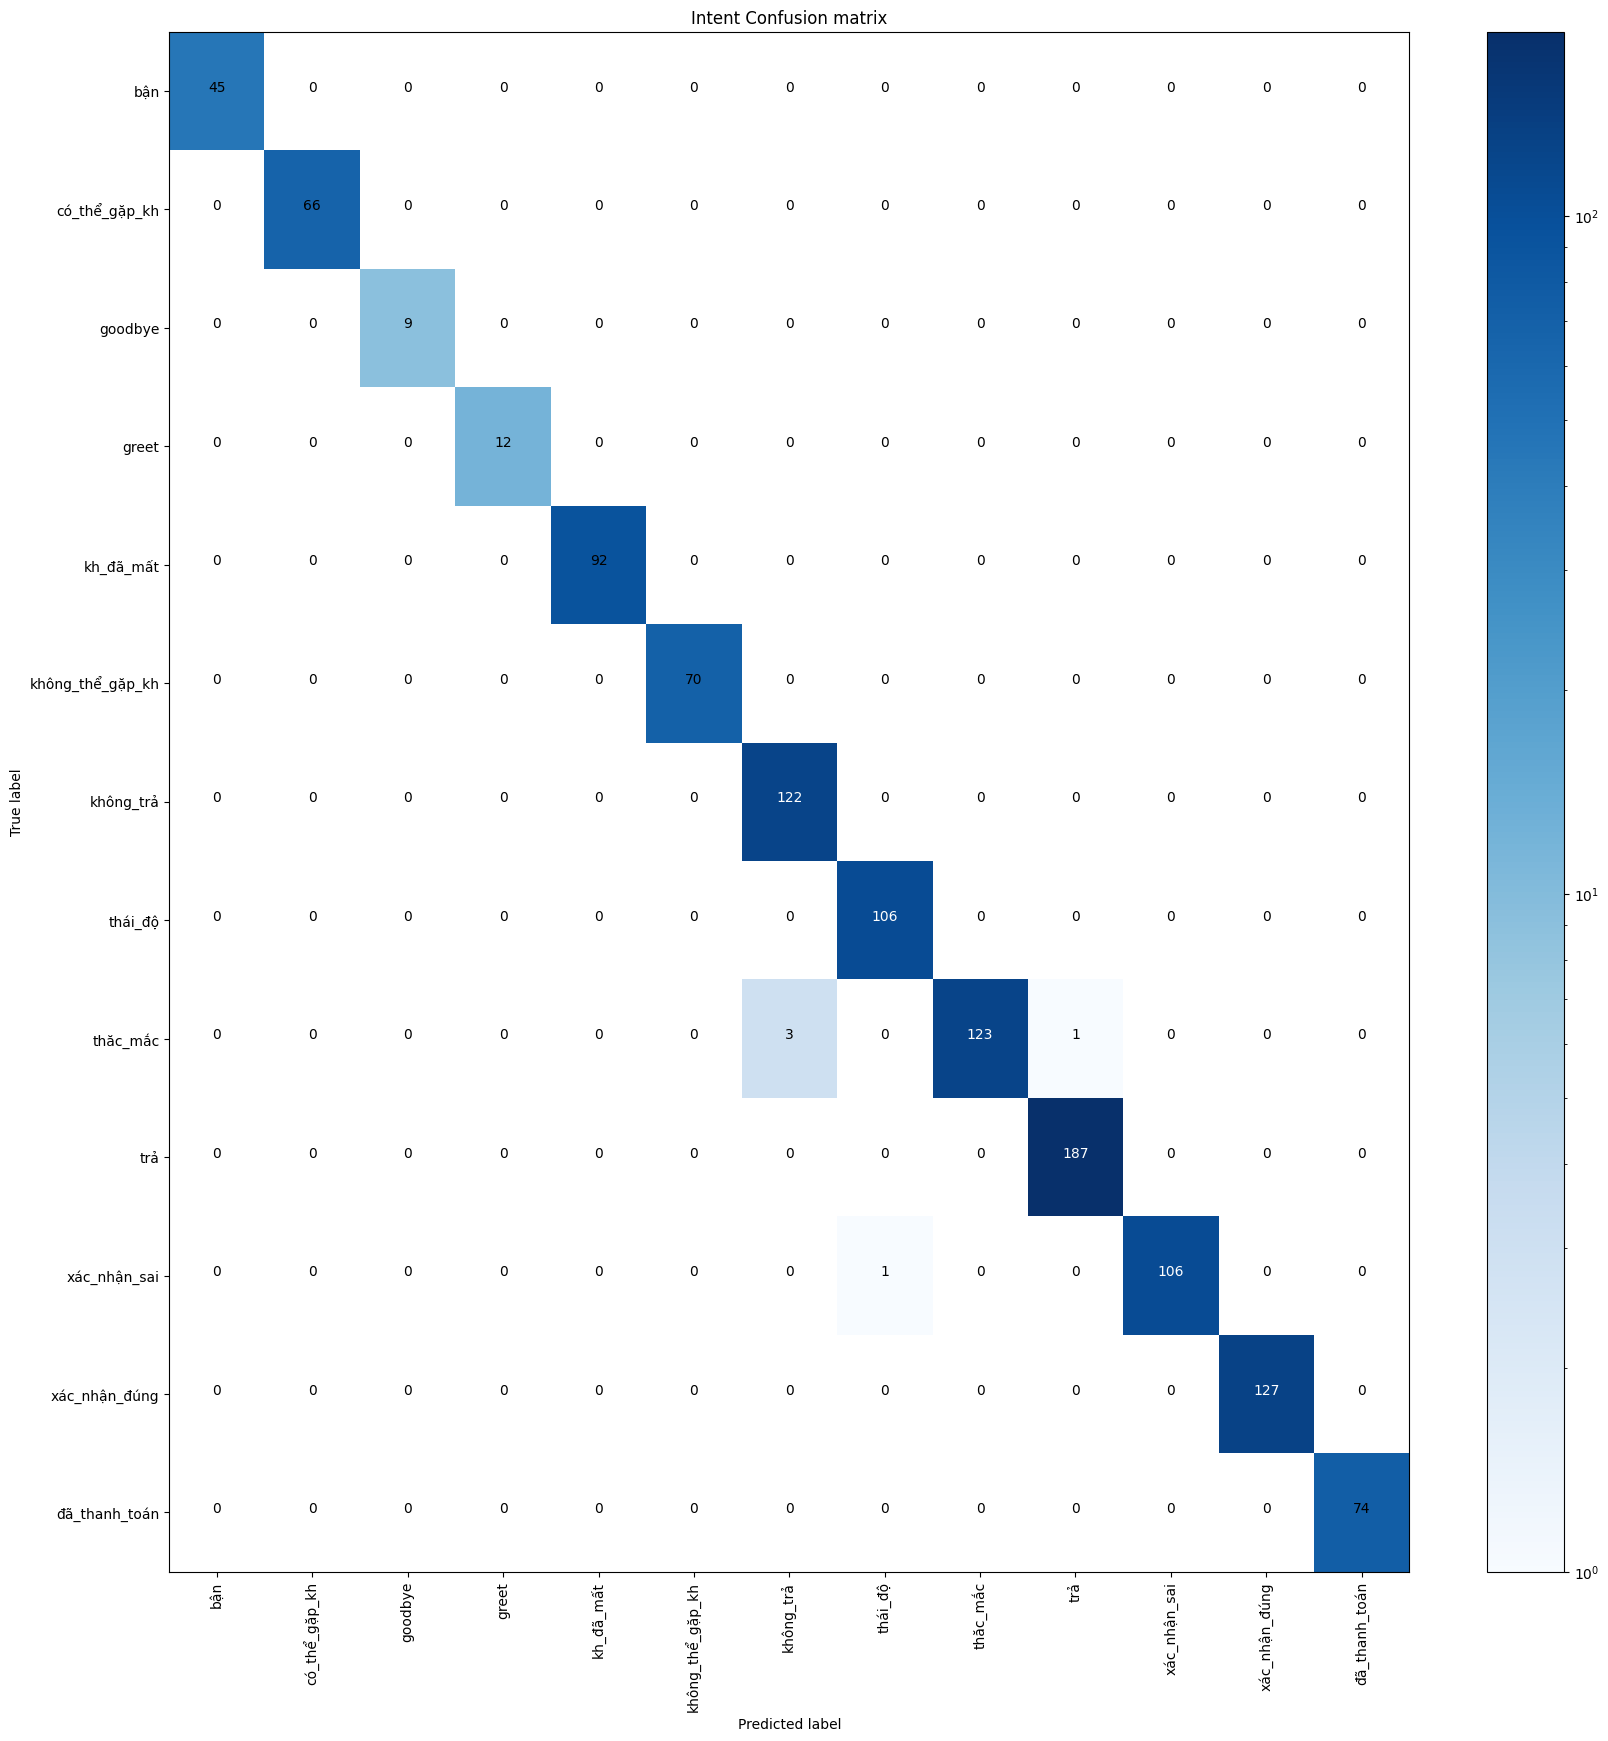 Intent Confusion matrix
bận 45 0 0 0 0 0 0 0 0 0 0 0 0
có_thể_gặp_kh 0 66 0 0 0 0 0 0 0 0 0 0 0
goodbye 0 0 9 0 0 0 0 0 0 0 0 0 0
greet 0 0 0 12 0 0 0 0 0 0 0 0 0
kh_đã_mất 0 0 0 0 92 0 0 0 0 0 0 0 0
không_thể_gặp_kh 0 0 0 0 0 70 0 0 0 0 0 0 0
không_trả 0 0 0 0 0 0 122 0 0 0 0 0 0
thái_độ 0 0 0 0 0 0 0 106 0 0 0 0 0
thăc_mắc 0 0 0 0 0 0 3 0 123 1 0 0 0
trả 0 0 0 0 0 0 0 0 0 187 0 0 0
xác_nhận_sai 0 0 0 0 0 0 0 1 0 0 106 0 0
xác_nhận_đúng 0 0 0 0 0 0 0 0 0 0 0 127 0
đã_thanh_toán 0 0 0 0 0 0 0 0 0 0 0 0 74
True label
bận
có_thể_gặp_kh
goodbye
greet
kh_đã_mất
không_thể_gặp_kh
không_trả
thái_độ
thăc_mắc
trả
xác_nhận_sai
xác_nhận_đúng
đã_thanh_toán
Predicted label
10²
10¹
10⁰